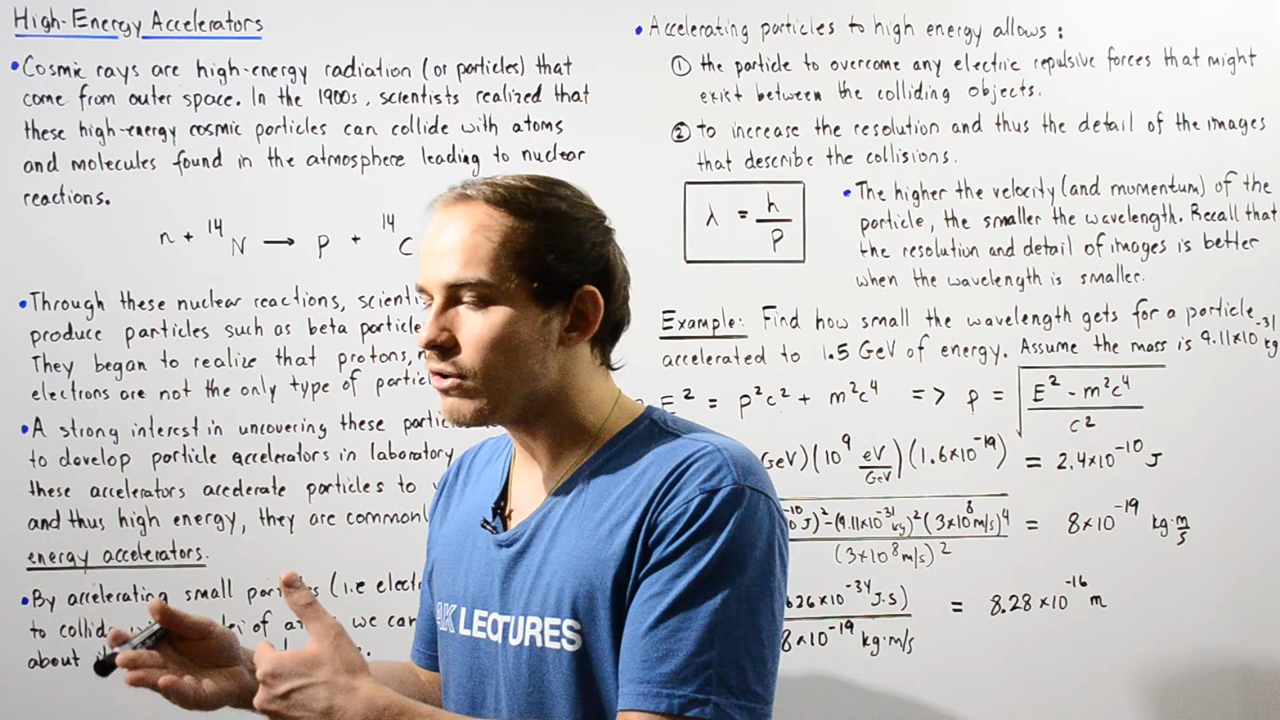 High-Energy Accelerators
• Cosmic rays are high-energy radiation (or particles) that
come from outer space. In the 1900s, scientists realized that
these high-energy cosmic particles can collide with atoms
and molecules found in the atmosphere leading to nuclear
reactions.
n + ¹⁴N → p + ¹⁴C
• Through these nuclear reactions,
produce particles such as beta
They began to realize that protons,
electrons are not the only type of
• A strong interest in uncovering these
to develop particle accelerators in laboratory
these accelerators accelerate particles to
and thus high energy, they are
energy accelerators.
• By accelerating small (i.e
to of we can
about
• Accelerating particles to high energy allows:
① the particle to overcome any electric repulsive forces that might
exist between the colliding objects.
② to increase the resolution and thus the detail of the images
that describe the collisions.
λ = h/p
• The higher the velocity (and momentum) of the
particle, the smaller the wavelength. Recall that
the resolution and detail of images is better
when the wavelength is smaller.
Example: Find how small the wavelength gets for a particle
accelerated to 1.5 GeV of energy. Assume the mass is 9.11×10⁻³¹ kg
E² = p²c² + m²c⁴ => p = √((E² - m²c⁴)/c²)
GeV)(10⁹ eV/GeV)(1.6×10⁻¹⁹) = 2.4×10⁻¹⁰ J
J)² - (9.11×10⁻³¹ kg)² (3×10⁸ m/s)⁴ / (3×10⁸ m/s)² = 8×10⁻¹⁹ kg·m/s
626×10⁻³⁴ J·s) / 8×10⁻¹⁹ kg·m/s = 8.28×10⁻¹⁶ m
AK LECTURES